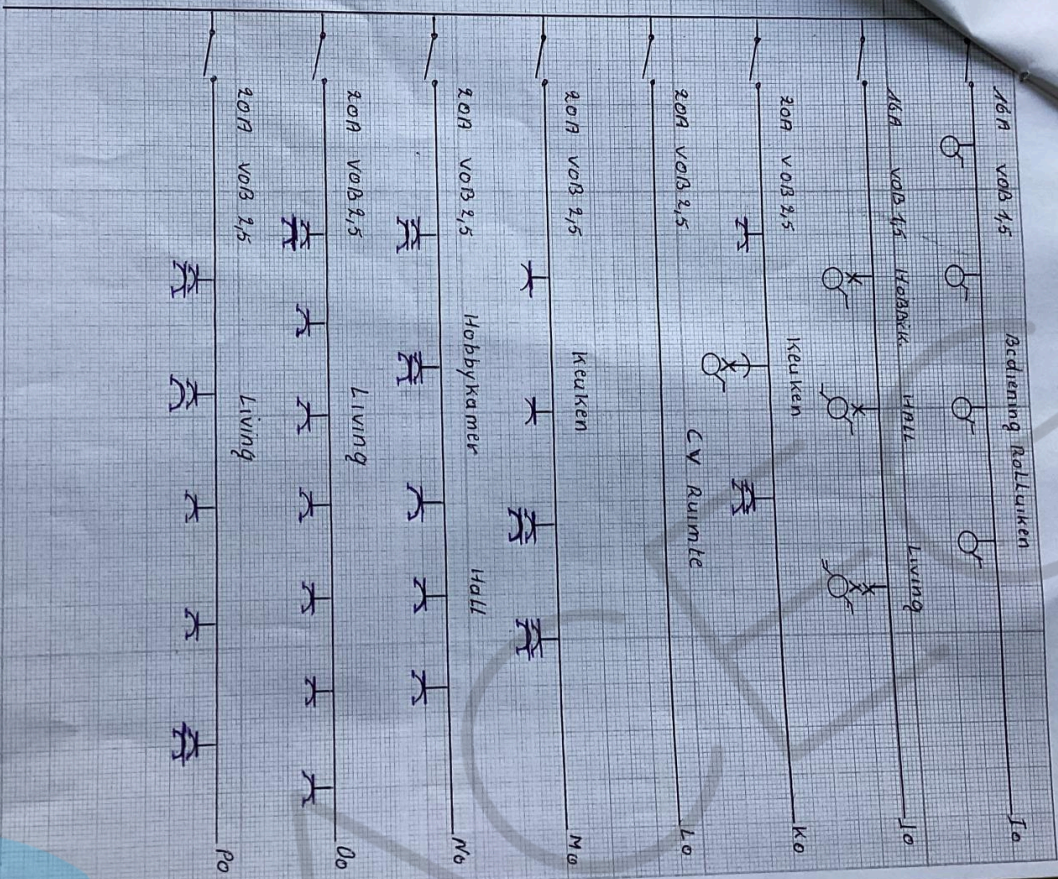 16A VOB 1,5 Bediening Rolluiken Io
16A VOB 1,5 HALL Living Jo
20A VOB 2,5 Keuken Ko
20A VOB 2,5 CV Ruimte Lo
20A VOB 2,5 Keuken Mo
20A VOB 2,5 Hobbykamer Hall No
20A VOB 2,5 Living Oo
20A VOB 2,5 Living Po